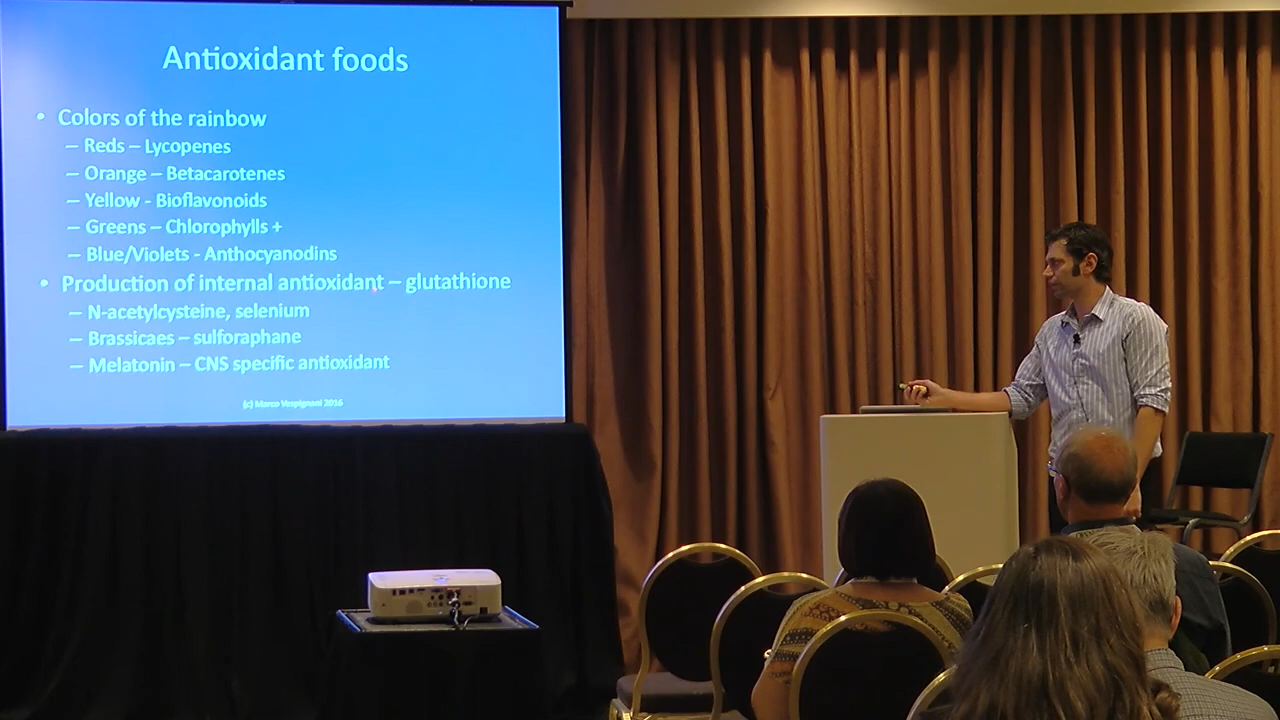 Antioxidant foods
• Colors of the rainbow
– Reds – Lycopenes
– Orange – Betacarotenes
– Yellow - Bioflavonoids
– Greens – Chlorophylls +
– Blue/Violets - Anthocyanodins
• Production of internal antioxidant – glutathione
– N-acetylcysteine, selenium
– Brassicaes – sulforaphane
– Melatonin – CNS specific antioxidant
(c) Marco Vespignani 2016